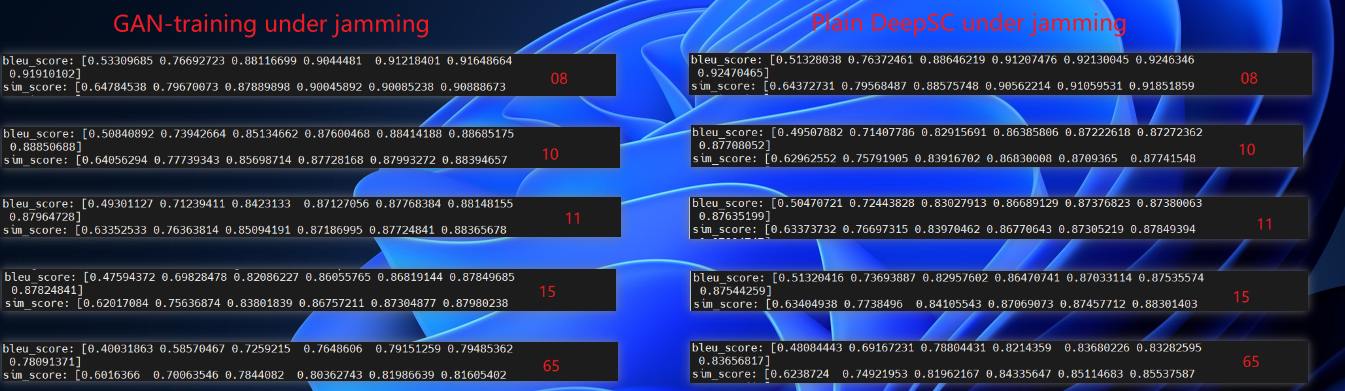 GAN-training under jamming
bleu_score: [0.53309685 0.76692723 0.88116699 0.9044481  0.91218401 0.91648664
0.91910102]
sim_score: [0.64784538 0.79670073 0.87889898 0.90045892 0.90085238 0.90888673
08
bleu_score: [0.50840892 0.73942664 0.85134662 0.87600468 0.88414188 0.88685175
0.88850688]
sim_score: [0.64056294 0.77739343 0.85698714 0.87728168 0.87993272 0.88394657
10
bleu_score: [0.49301127 0.71239411 0.8423133  0.87127056 0.87768384 0.88148155
0.87964728]
sim_score: [0.63352533 0.76363814 0.85094191 0.87186995 0.87724841 0.88365678
11
bleu_score: [0.47594372 0.69828478 0.82086227 0.86055765 0.86819144 0.87849685
0.87824841]
sim_score: [0.62017084 0.75636874 0.83801839 0.86757211 0.87304877 0.87980238
15
bleu_score: [0.40031863 0.58570467 0.7259215  0.7648606  0.79151259 0.79485362
0.78091371]
sim_score: [0.6016366  0.70063546 0.7844082  0.80362743 0.81986639 0.81605402
65
Plain DeepSC under jamming
bleu_score: [0.51328038 0.76372461 0.88646219 0.91207476 0.92130045 0.9246346
0.92470465]
sim_score: [0.64372731 0.79568487 0.88575748 0.90562214 0.91059531 0.91851859
08
bleu_score: [0.49507882 0.71407786 0.82915691 0.86385806 0.87222618 0.87272362
0.87708052]
sim_score: [0.62962552 0.75791905 0.83916702 0.86830008 0.8709365  0.87741548
10
bleu_score: [0.50470721 0.72443828 0.83027913 0.86689129 0.87376823 0.87380063
0.87635199]
sim_score: [0.63373732 0.76697315 0.83970462 0.86770643 0.87305219 0.87849394
11
bleu_score: [0.51320416 0.73693887 0.82957602 0.86470741 0.87033114 0.87535574
0.87544259]
sim_score: [0.63404938 0.7738496  0.84105543 0.87069073 0.87457712 0.88301403
15
bleu_score: [0.48084443 0.69167231 0.78804431 0.8214359  0.83680226 0.83282595
0.83656817]
sim_score: [0.6238724  0.74921953 0.81962167 0.84335647 0.85114683 0.85537587
65